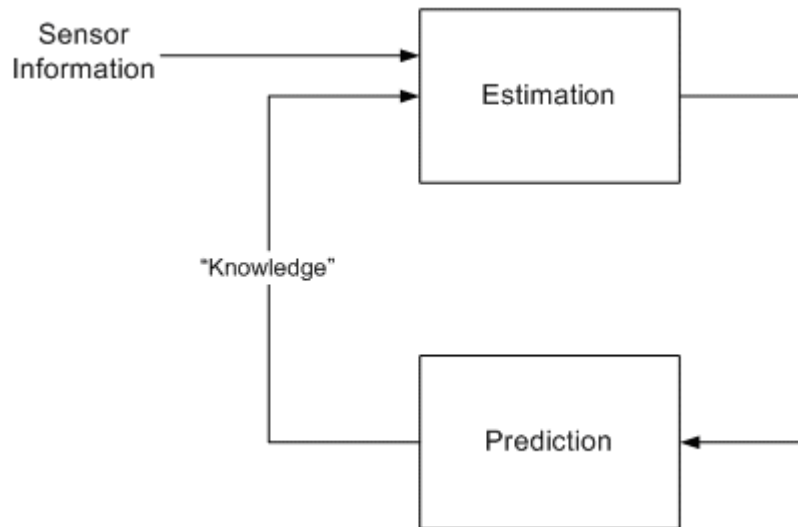 Sensor
Information
Estimation
“Knowledge”
Prediction